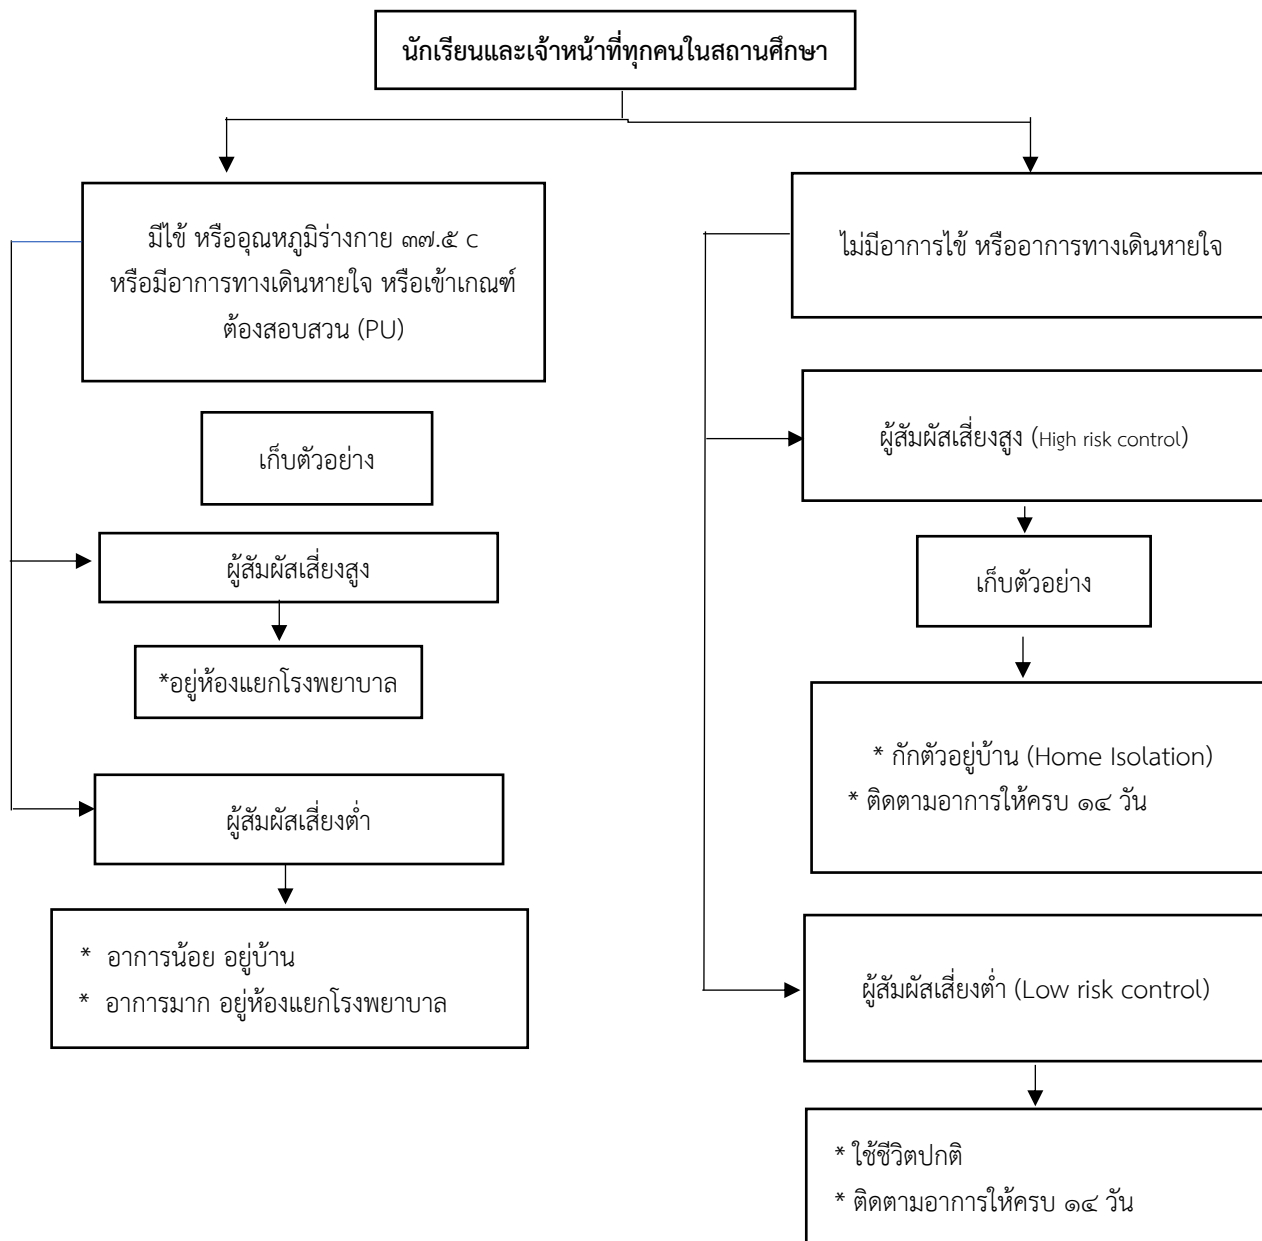 นักเรียนและเจ้าหน้าที่ทุกคนในสถานศึกษา
มีไข้ หรืออุณหภูมิร่างกาย ๓๗.๕ c
หรือมีอาการทางเดินหายใจ หรือเข้าเกณฑ์
ต้องสอบสวน (PU)
เก็บตัวอย่าง
ผู้สัมผัสเสี่ยงสูง
*อยู่ห้องแยกโรงพยาบาล
ผู้สัมผัสเสี่ยงต่ำ
* อาการน้อย อยู่บ้าน
* อาการมาก อยู่ห้องแยกโรงพยาบาล
ไม่มีอาการไข้ หรืออาการทางเดินหายใจ
ผู้สัมผัสเสี่ยงสูง (High risk control)
เก็บตัวอย่าง
* กักตัวอยู่บ้าน (Home Isolation)
* ติดตามอาการให้ครบ ๑๔ วัน
ผู้สัมผัสเสี่ยงต่ำ (Low risk control)
* ใช้ชีวิตปกติ
* ติดตามอาการให้ครบ ๑๔ วัน